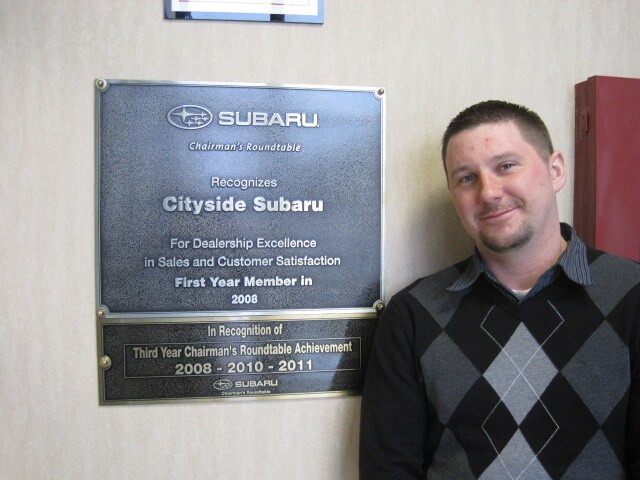 SUBARU
Chairman's Roundtable
Recognizes
Cityside Subaru
For Dealership Excellence
in Sales and Customer Satisfaction
First Year Member in
2008
In Recognition of
Third Year Chairman's Roundtable Achievement
2008 - 2010 - 2011
SUBARU
Chairman's Roundtable